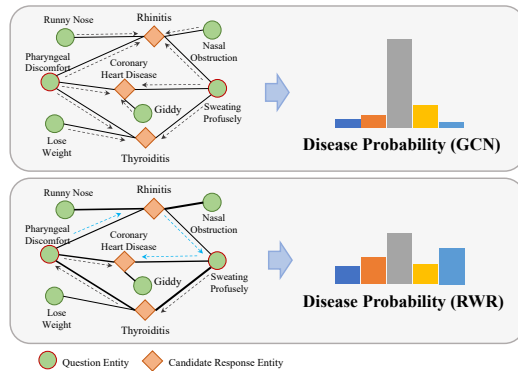 Runny Nose
Rhinitis
Nasal
Obstruction
Pharyngeal
Discomfort
Coronary
Heart Disease
Giddy
Sweating
Profusely
Lose
Weight
Thyroiditis
Disease Probability (GCN)
Runny Nose
Rhinitis
Nasal
Obstruction
Pharyngeal
Discomfort
Coronary
Heart Disease
Giddy
Sweating
Profusely
Lose
Weight
Thyroiditis
Disease Probability (RWR)
Question Entity
Candidate Response Entity